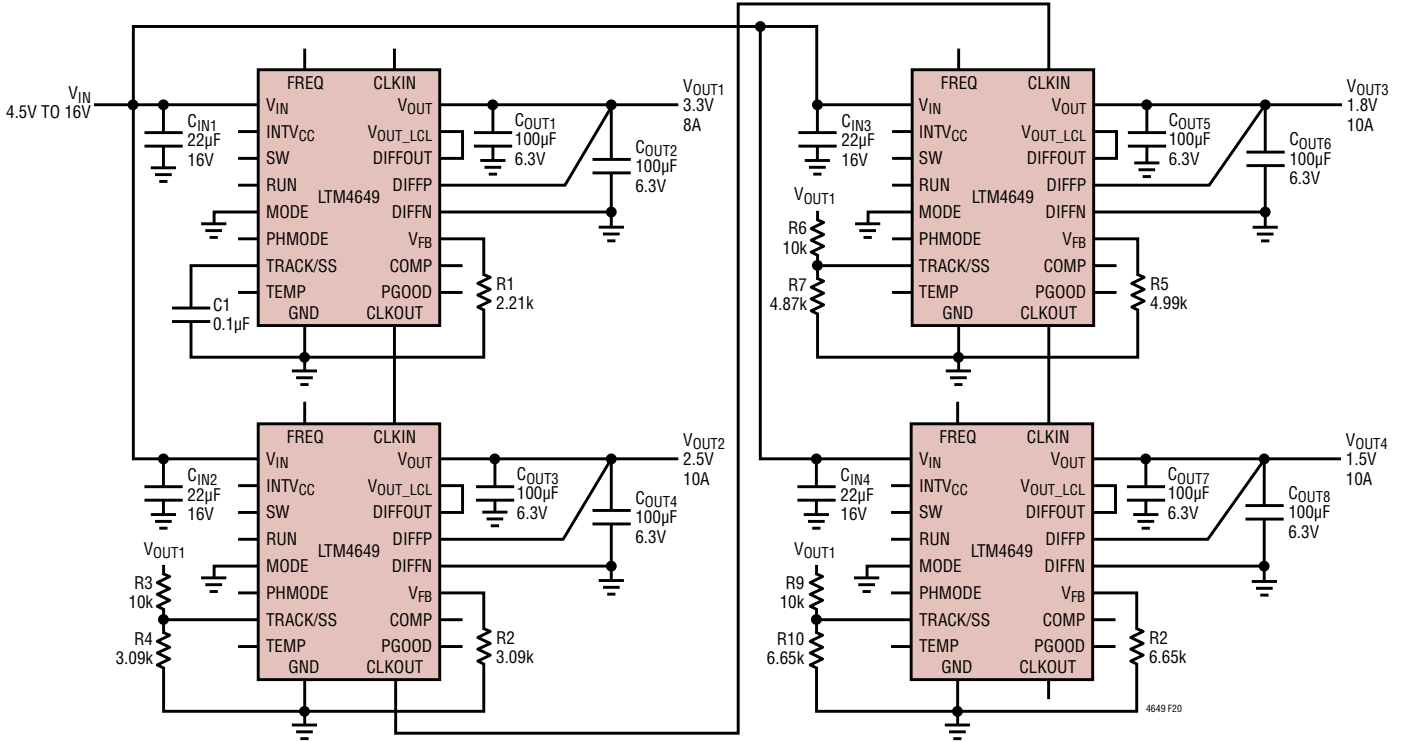 VIN
4.5V TO 16V
CIN1
22µF
16V
FREQ
CLKIN
VIN
INTVCC
SW
RUN
MODE
PHMODE
TRACK/SS
TEMP
GND
CLKOUT
LTM4649
VOUT
VOUT_LCL
DIFFOUT
DIFFP
DIFFN
VFB
COMP
PGOOD
COUT1
100µF
6.3V
COUT2
100µF
6.3V
VOUT1
3.3V
8A
C1
0.1µF
R1
2.21k
CIN3
22µF
16V
VOUT1
R6
10k
R7
4.87k
FREQ
CLKIN
VIN
INTVCC
SW
RUN
MODE
PHMODE
TRACK/SS
TEMP
GND
CLKOUT
LTM4649
VOUT
VOUT_LCL
DIFFOUT
DIFFP
DIFFN
VFB
COMP
PGOOD
COUT5
100µF
6.3V
COUT6
100µF
6.3V
VOUT3
1.8V
10A
R5
4.99k
CIN2
22µF
16V
VOUT1
R3
10k
R4
3.09k
FREQ
CLKIN
VIN
INTVCC
SW
RUN
MODE
PHMODE
TRACK/SS
TEMP
GND
CLKOUT
LTM4649
VOUT
VOUT_LCL
DIFFOUT
DIFFP
DIFFN
VFB
COMP
PGOOD
COUT3
100µF
6.3V
COUT4
100µF
6.3V
VOUT2
2.5V
10A
R2
3.09k
CIN4
22µF
16V
VOUT1
R9
10k
R10
6.65k
FREQ
CLKIN
VIN
INTVCC
SW
RUN
MODE
PHMODE
TRACK/SS
TEMP
GND
CLKOUT
LTM4649
VOUT
VOUT_LCL
DIFFOUT
DIFFP
DIFFN
VFB
COMP
PGOOD
COUT7
100µF
6.3V
COUT8
100µF
6.3V
VOUT4
1.5V
10A
R2
6.65k
4649 F20